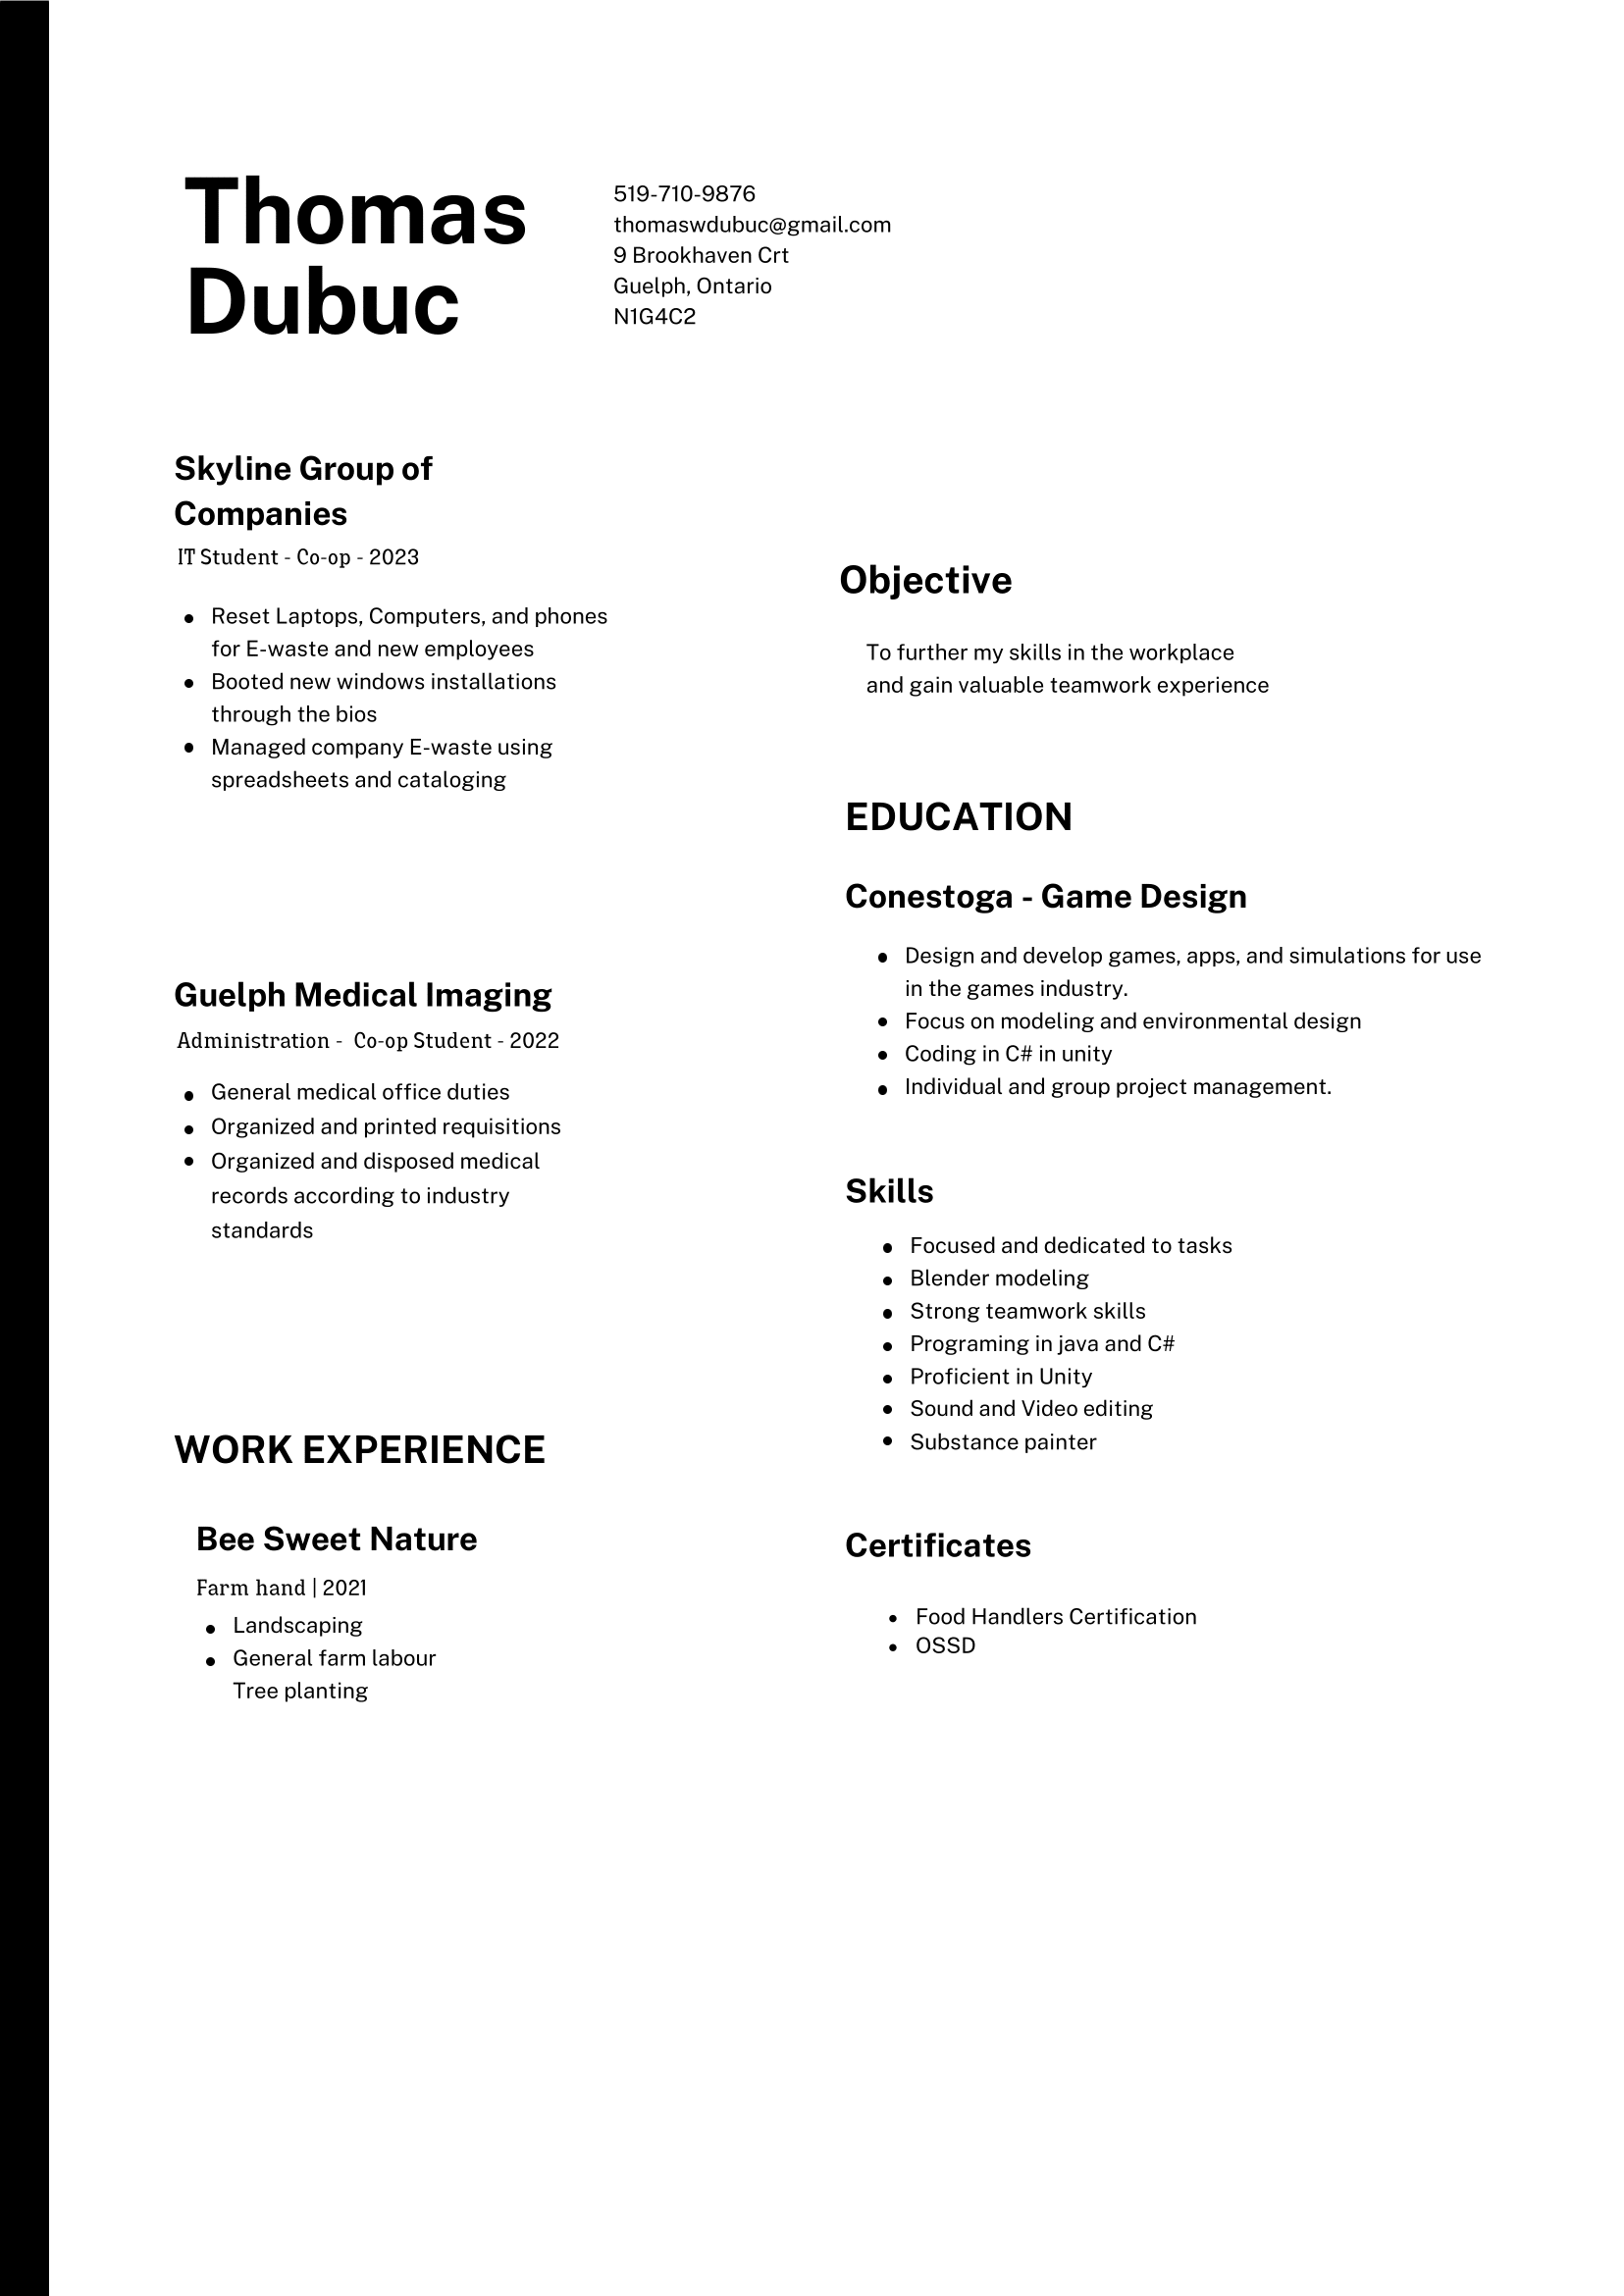 Thomas
Dubuc
519-710-9876
thomaswdubuc@gmail.com
9 Brookhaven Crt
Guelph, Ontario
N1G4C2
Skyline Group of
Companies
IT Student - Co-op - 2023
Reset Laptops, Computers, and phones
for E-waste and new employees
Booted new windows installations
through the bios
Managed company E-waste using
spreadsheets and cataloging
Guelph Medical Imaging
Administration - Co-op Student - 2022
General medical office duties
Organized and printed requisitions
Organized and disposed medical
records according to industry
standards
WORK EXPERIENCE
Bee Sweet Nature
Farm hand | 2021
Landscaping
General farm labour
Tree planting
Objective
To further my skills in the workplace
and gain valuable teamwork experience
EDUCATION
Conestoga - Game Design
Design and develop games, apps, and simulations for use
in the games industry.
Focus on modeling and environmental design
Coding in C# in unity
Individual and group project management.
Skills
Focused and dedicated to tasks
Blender modeling
Strong teamwork skills
Programing in java and C#
Proficient in Unity
Sound and Video editing
Substance painter
Certificates
Food Handlers Certification
OSSD